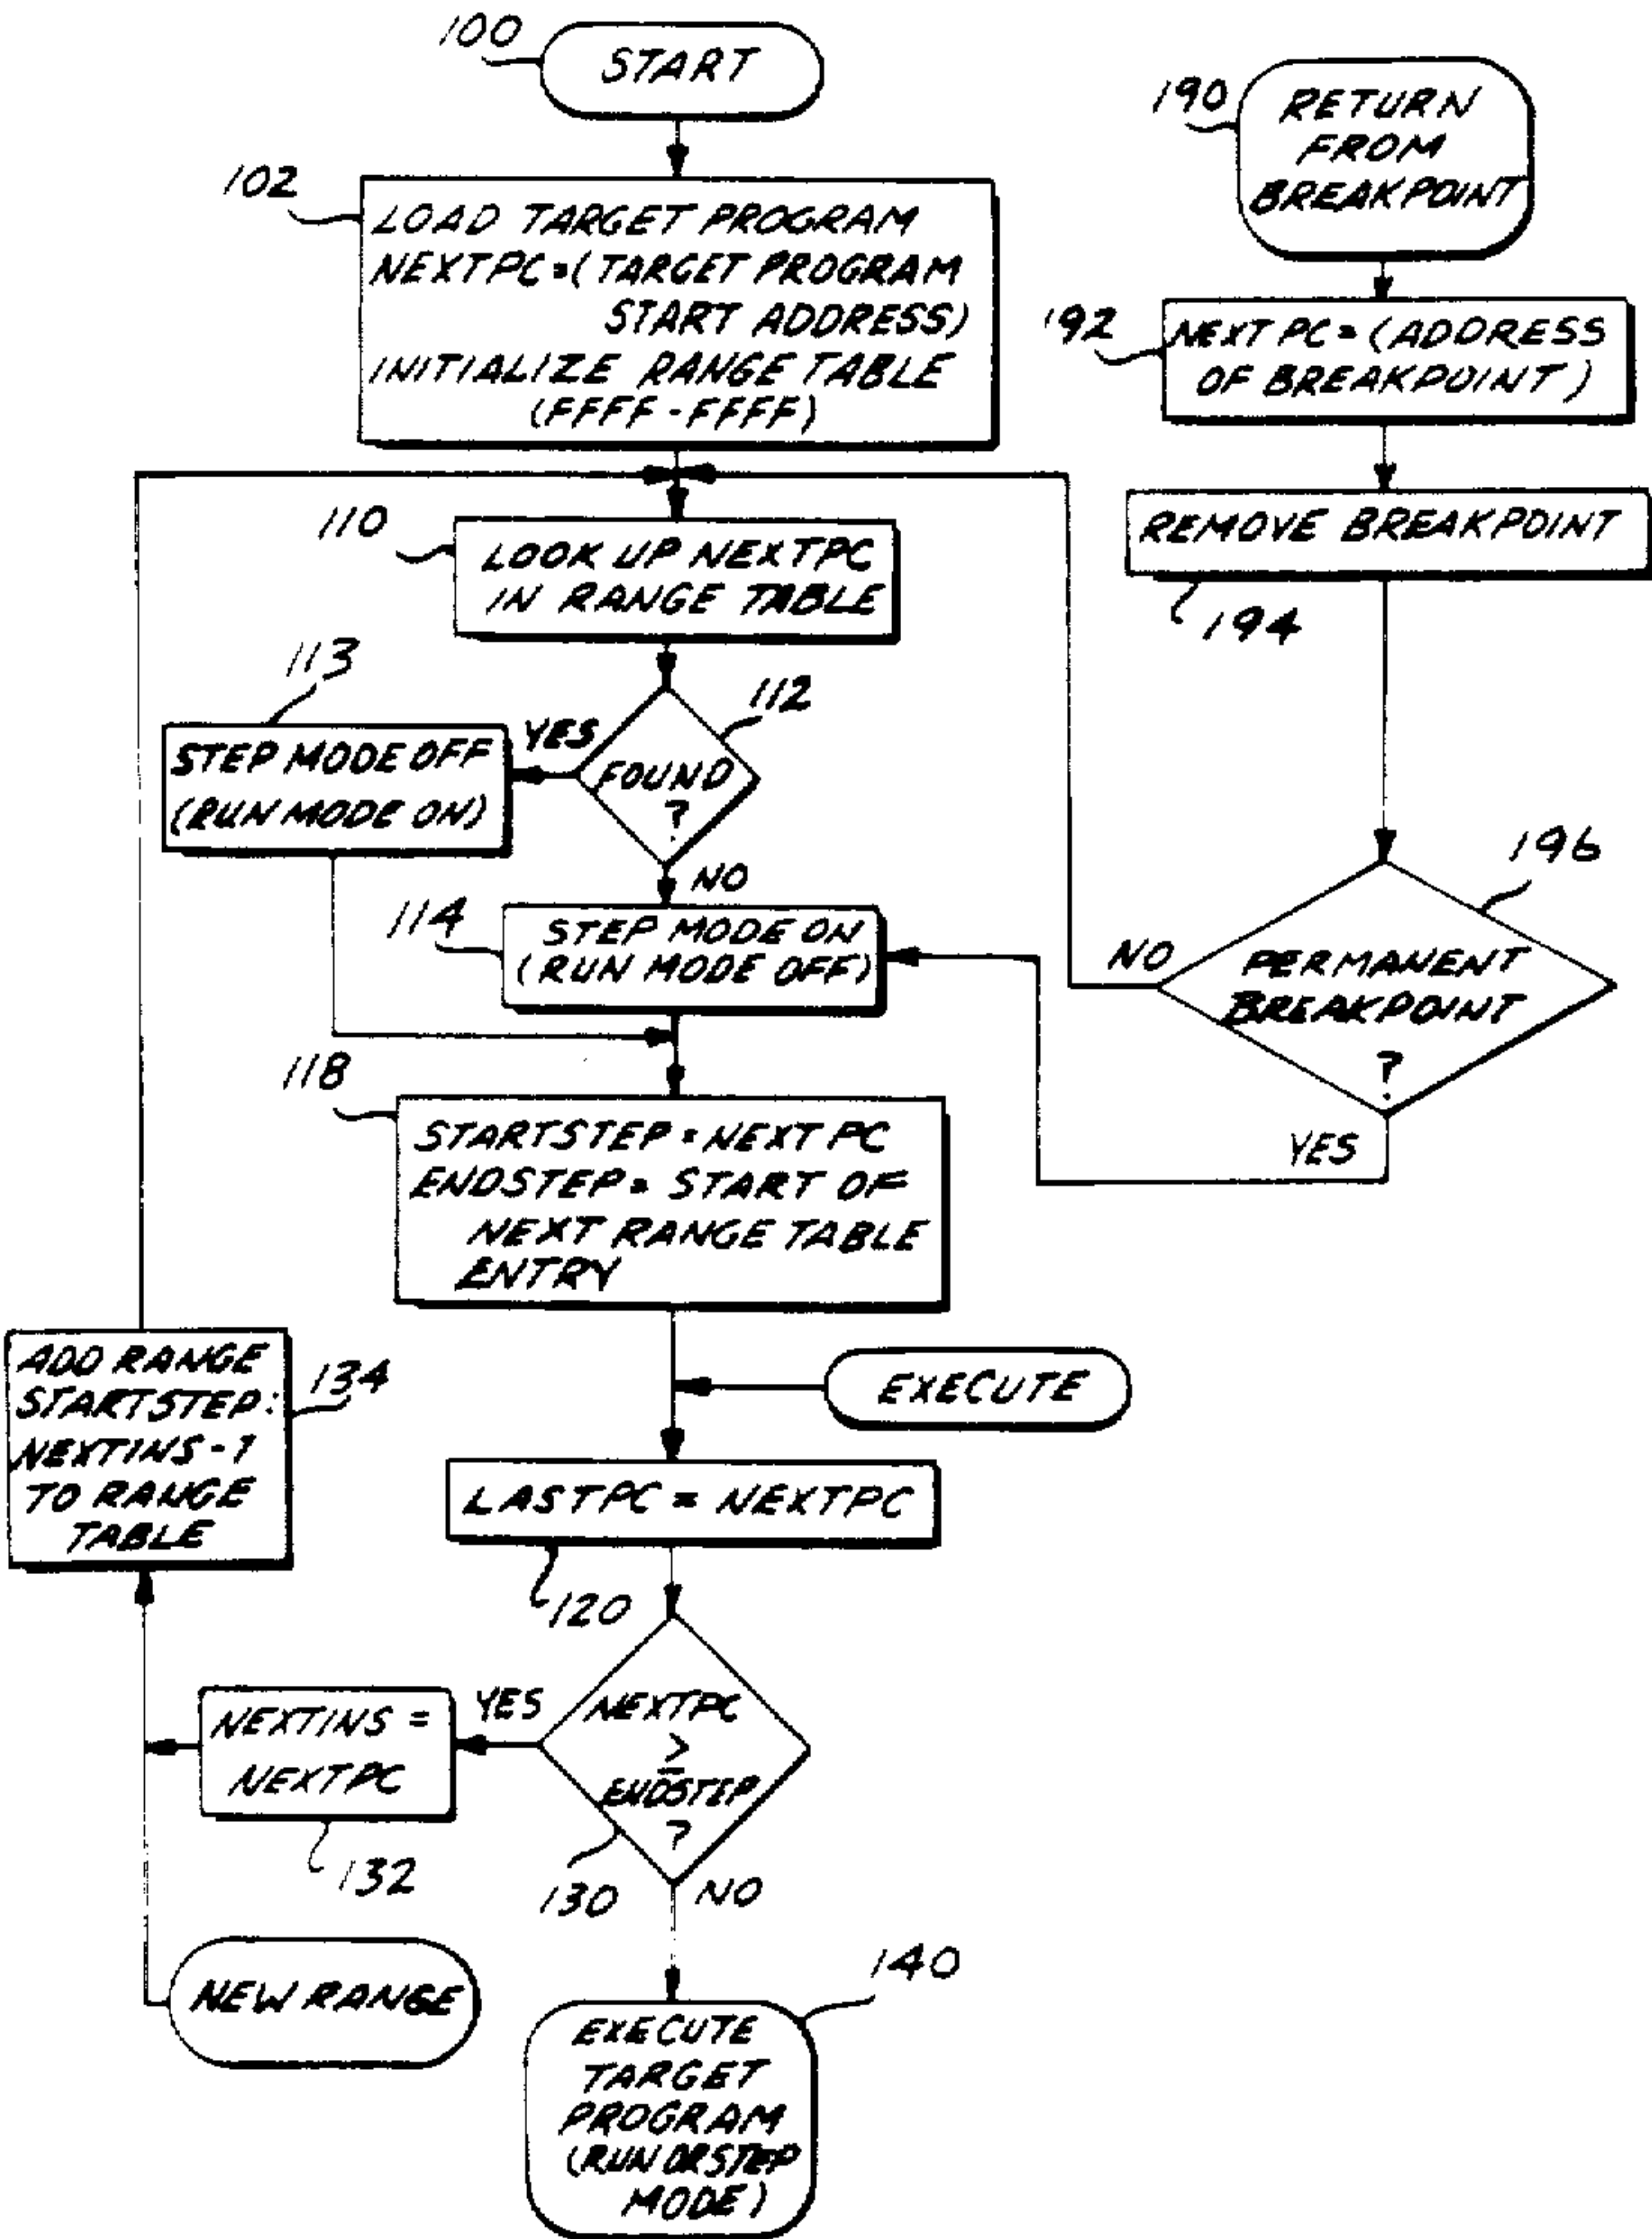 100
START
102
LOAD TARGET PROGRAM
NEXTPC=(TARGET PROGRAM
START ADDRESS)
INITIALIZE RANGE TABLE
(FFFF-FFFF)
110
LOOK UP NEXTPC
IN RANGE TABLE
112
FOUND
?
YES
NO
113
STEP MODE OFF
(RUN MODE ON)
114
STEP MODE ON
(RUN MODE OFF)
118
STARTSTEP=NEXT PC
ENDSTEP=START OF
NEXT RANGE TABLE
ENTRY
EXECUTE
LASTPC=NEXTPC
120
NEXTPC
≥
ENDSTEP
?
130
YES
NO
NEXTINS=
NEXTPC
132
ADD RANGE
STARTSTEP:
NEXTINS-1
TO RANGE
TABLE
134
NEW RANGE
140
EXECUTE
TARGET
PROGRAM
(RUN OR STEP
MODE)
190
RETURN
FROM
BREAKPOINT
192
NEXT PC=(ADDRESS
OF BREAKPOINT)
REMOVE BREAKPOINT
194
196
PERMANENT
BREAKPOINT
?
NO
YES